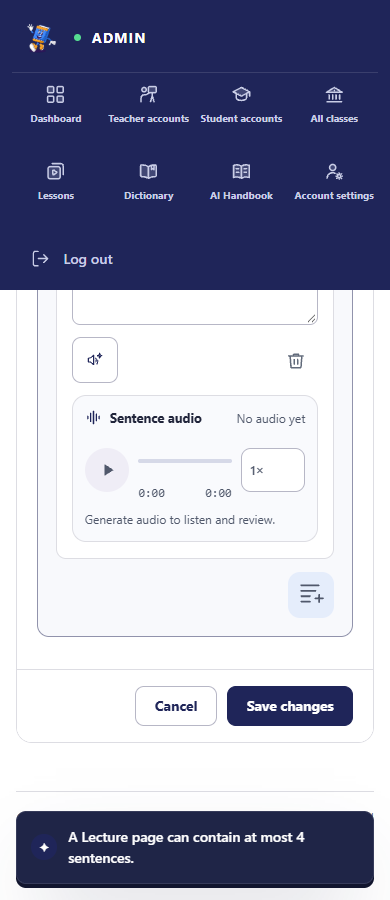 ADMIN
Dashboard
Teacher accounts
Student accounts
All classes
Lessons
Dictionary
AI Handbook
Account settings
Log out
Sentence audio
No audio yet
1×
0:00
0:00
Generate audio to listen and review.
Cancel
Save changes
A Lecture page can contain at most 4
sentences.